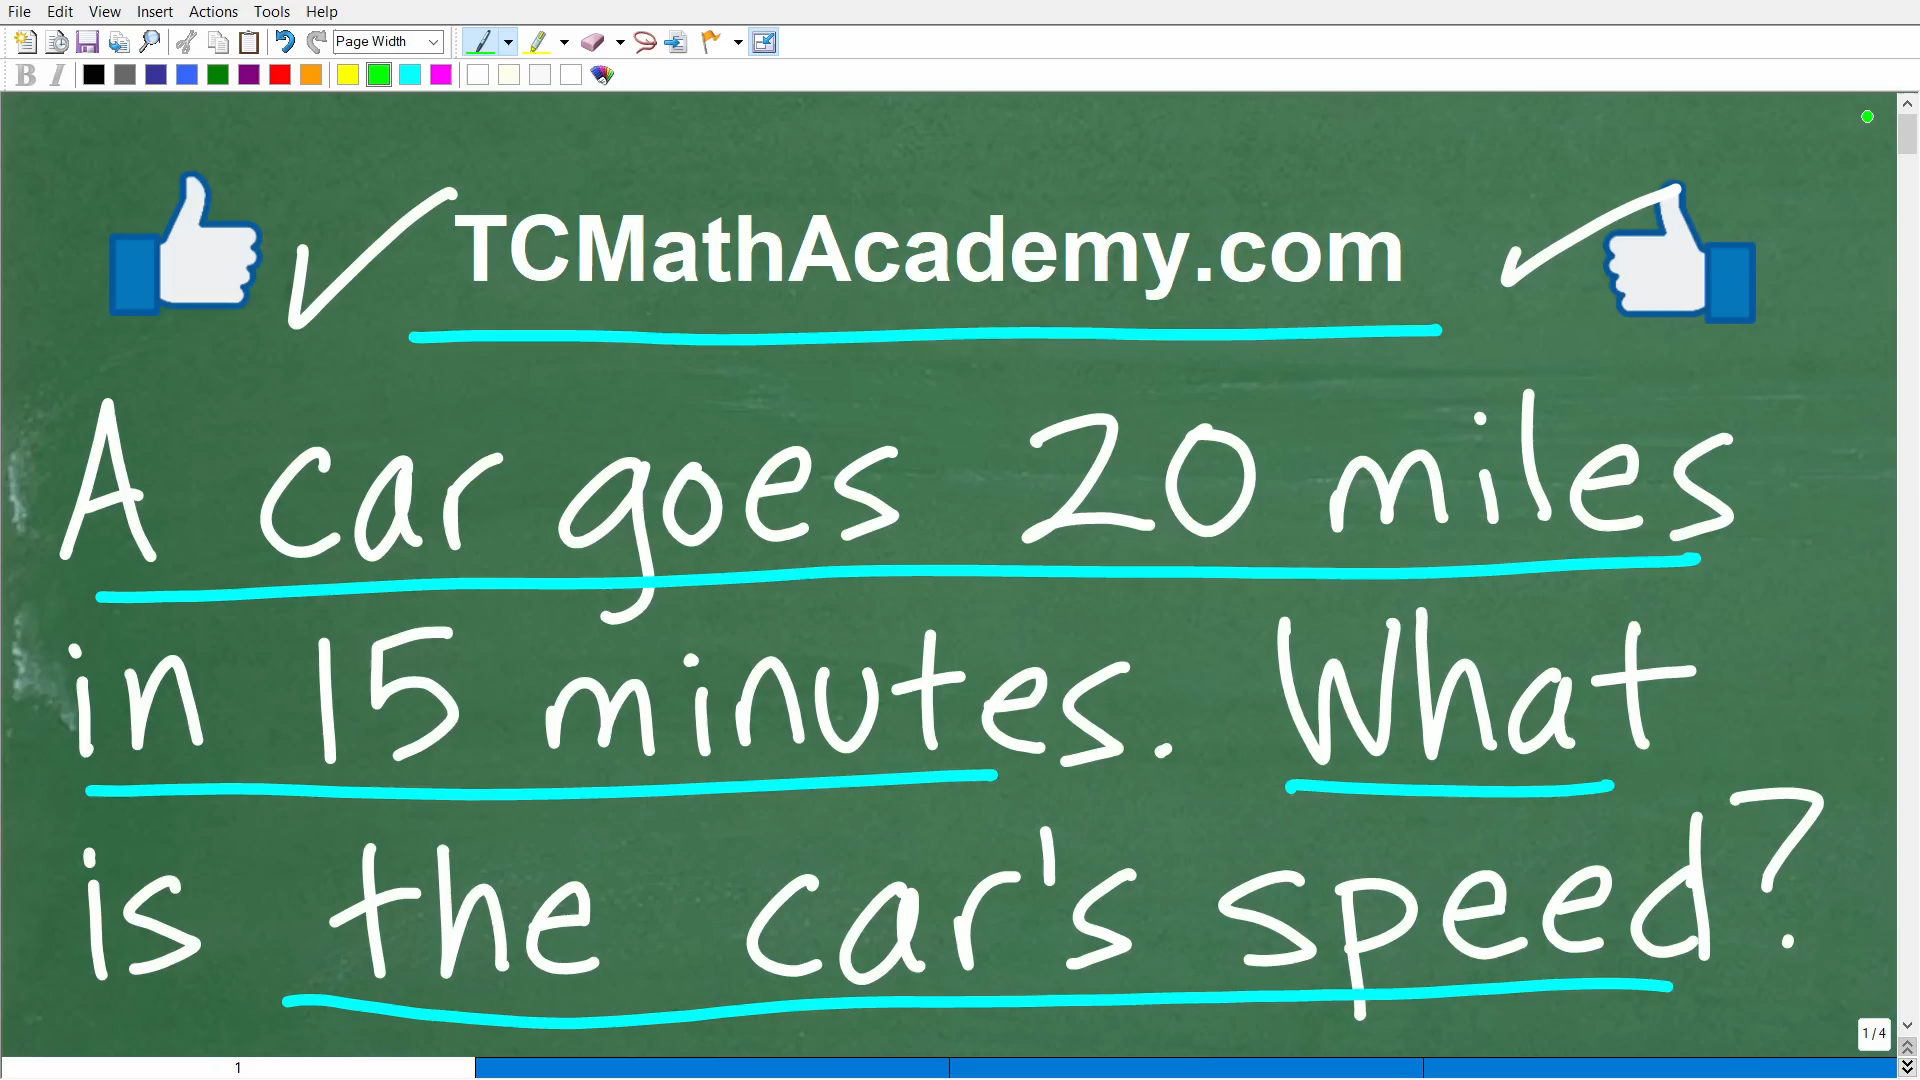 File Edit View Insert Actions Tools Help
Page Width
B I
TCMathAcademy.com
A car goes 20 miles
in 15 minutes. What
is the car's speed?
1 / 4
1